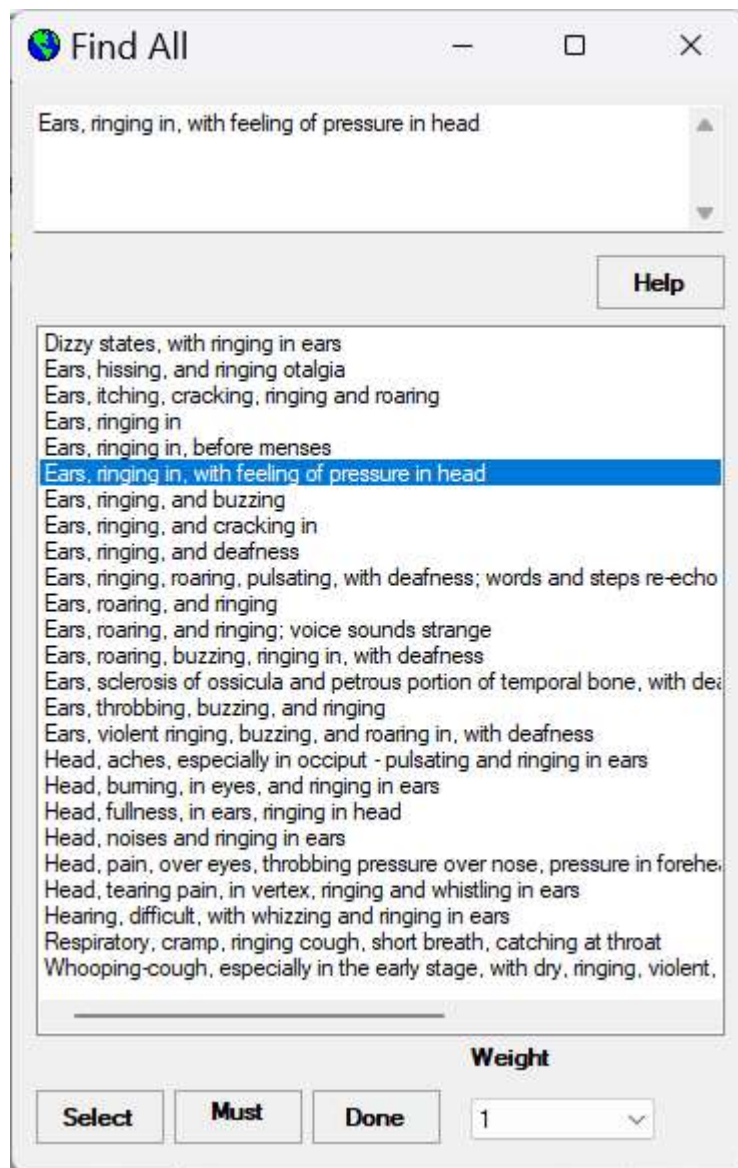 Find All
Ears, ringing in, with feeling of pressure in head
Help
Dizzy states, with ringing in ears
Ears, hissing, and ringing otalgia
Ears, itching, cracking, ringing and roaring
Ears, ringing in
Ears, ringing in, before menses
Ears, ringing in, with feeling of pressure in head
Ears, ringing, and buzzing
Ears, ringing, and cracking in
Ears, ringing, and deafness
Ears, ringing, roaring, pulsating, with deafness; words and steps re-echo
Ears, roaring, and ringing
Ears, roaring, and ringing; voice sounds strange
Ears, roaring, buzzing, ringing in, with deafness
Ears, sclerosis of ossicula and petrous portion of temporal bone, with dea
Ears, throbbing, buzzing, and ringing
Ears, violent ringing, buzzing, and roaring in, with deafness
Head, aches, especially in occiput - pulsating and ringing in ears
Head, burning, in eyes, and ringing in ears
Head, fullness, in ears, ringing in head
Head, noises and ringing in ears
Head, pain, over eyes, throbbing pressure over nose, pressure in forehea
Head, tearing pain, in vertex, ringing and whistling in ears
Hearing, difficult, with whizzing and ringing in ears
Respiratory, cramp, ringing cough, short breath, catching at throat
Whooping-cough, especially in the early stage, with dry, ringing, violent,
Weight
Select Must Done 1